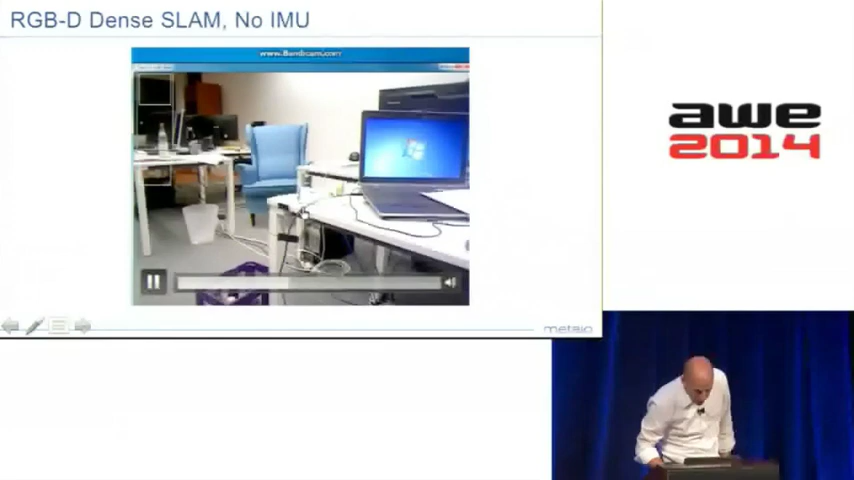 RGB-D Dense SLAM, No IMU
www.Bandicam.com
awe
2014
metaio